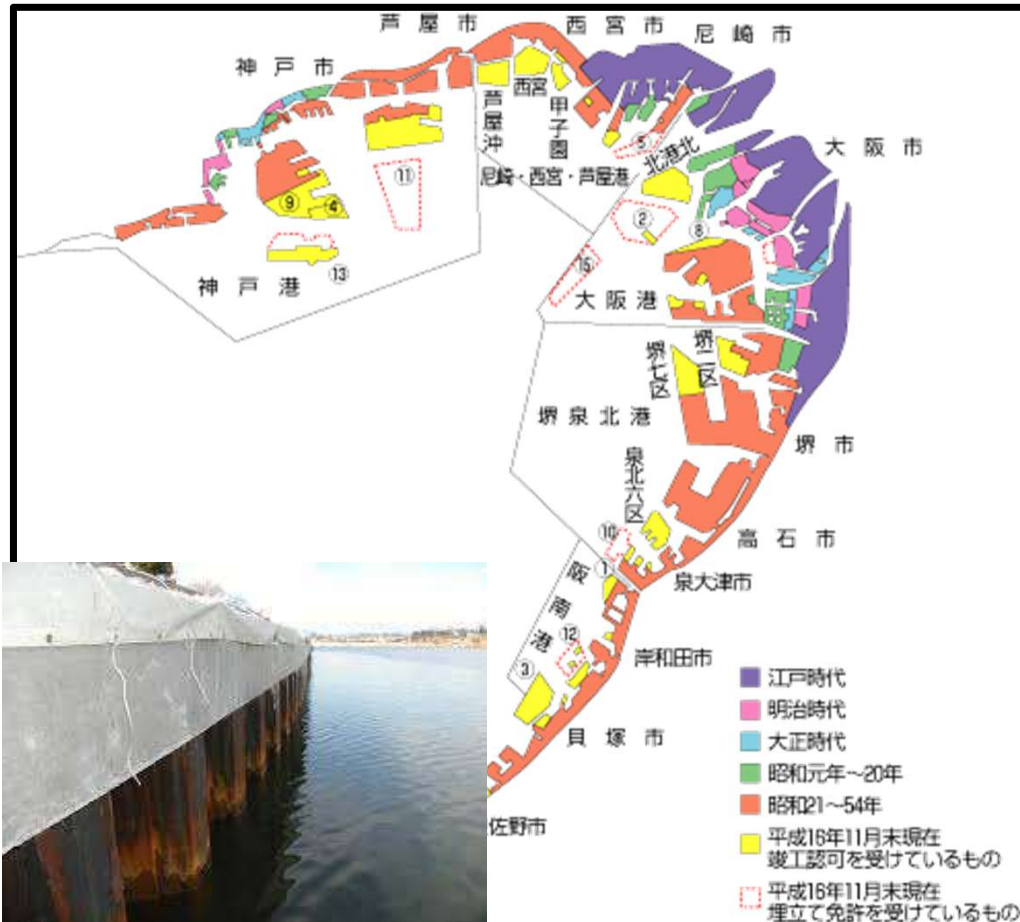 芦屋市
西宮市
尼崎市
神戸市
芦屋沖
西宮
甲子園
⑤
北港北
大阪市
尼崎・西宮・芦屋港
⑪
⑨
④
②
⑧
⑬
神戸港
⑮
大阪港
堺七区
堺二区
堺泉北港
堺市
泉北六区
⑩
高石市
①
泉大津市
阪南港
⑫
③
岸和田市
貝塚市
佐野市
江戸時代
明治時代
大正時代
昭和元年～20年
昭和21～54年
平成16年11月末現在
竣工認可を受けているもの
平成16年11月末現在
埋立て免許を受けているもの